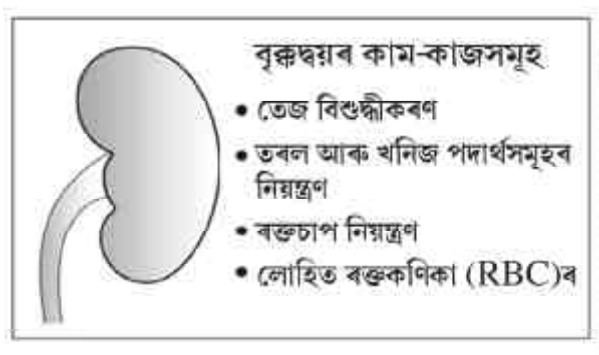 বৃক্কদ্বয়ৰ কাম-কাজসমূহ
• তেজ বিশুদ্ধীকৰণ
• তৰল আৰু খনিজ পদাৰ্থসমূহৰ
নিয়ন্ত্ৰণ
• ৰক্তচাপ নিয়ন্ত্ৰণ
• লোহিত ৰক্তকণিকা (RBC)ৰ